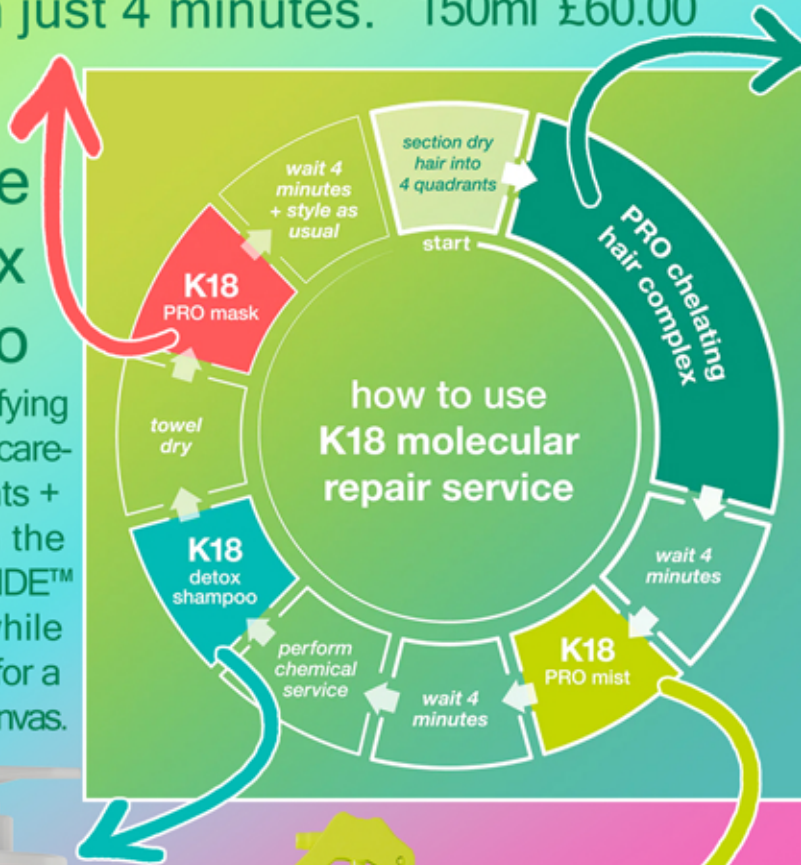 just 4 minutes. 150ml £60.00
section dry
hair into
4 quadrants
start
PRO chelating
hair complex
wait 4
minutes
K18
PRO mist
wait 4
minutes
perform
chemical
service
K18
detox
shampoo
towel
dry
K18
PRO mask
wait 4
minutes
+ style as
usual
how to use
K18 molecular
repair service
e
x
o
fying
care-
ts +
the
IDE™
hile
for a
nvas.